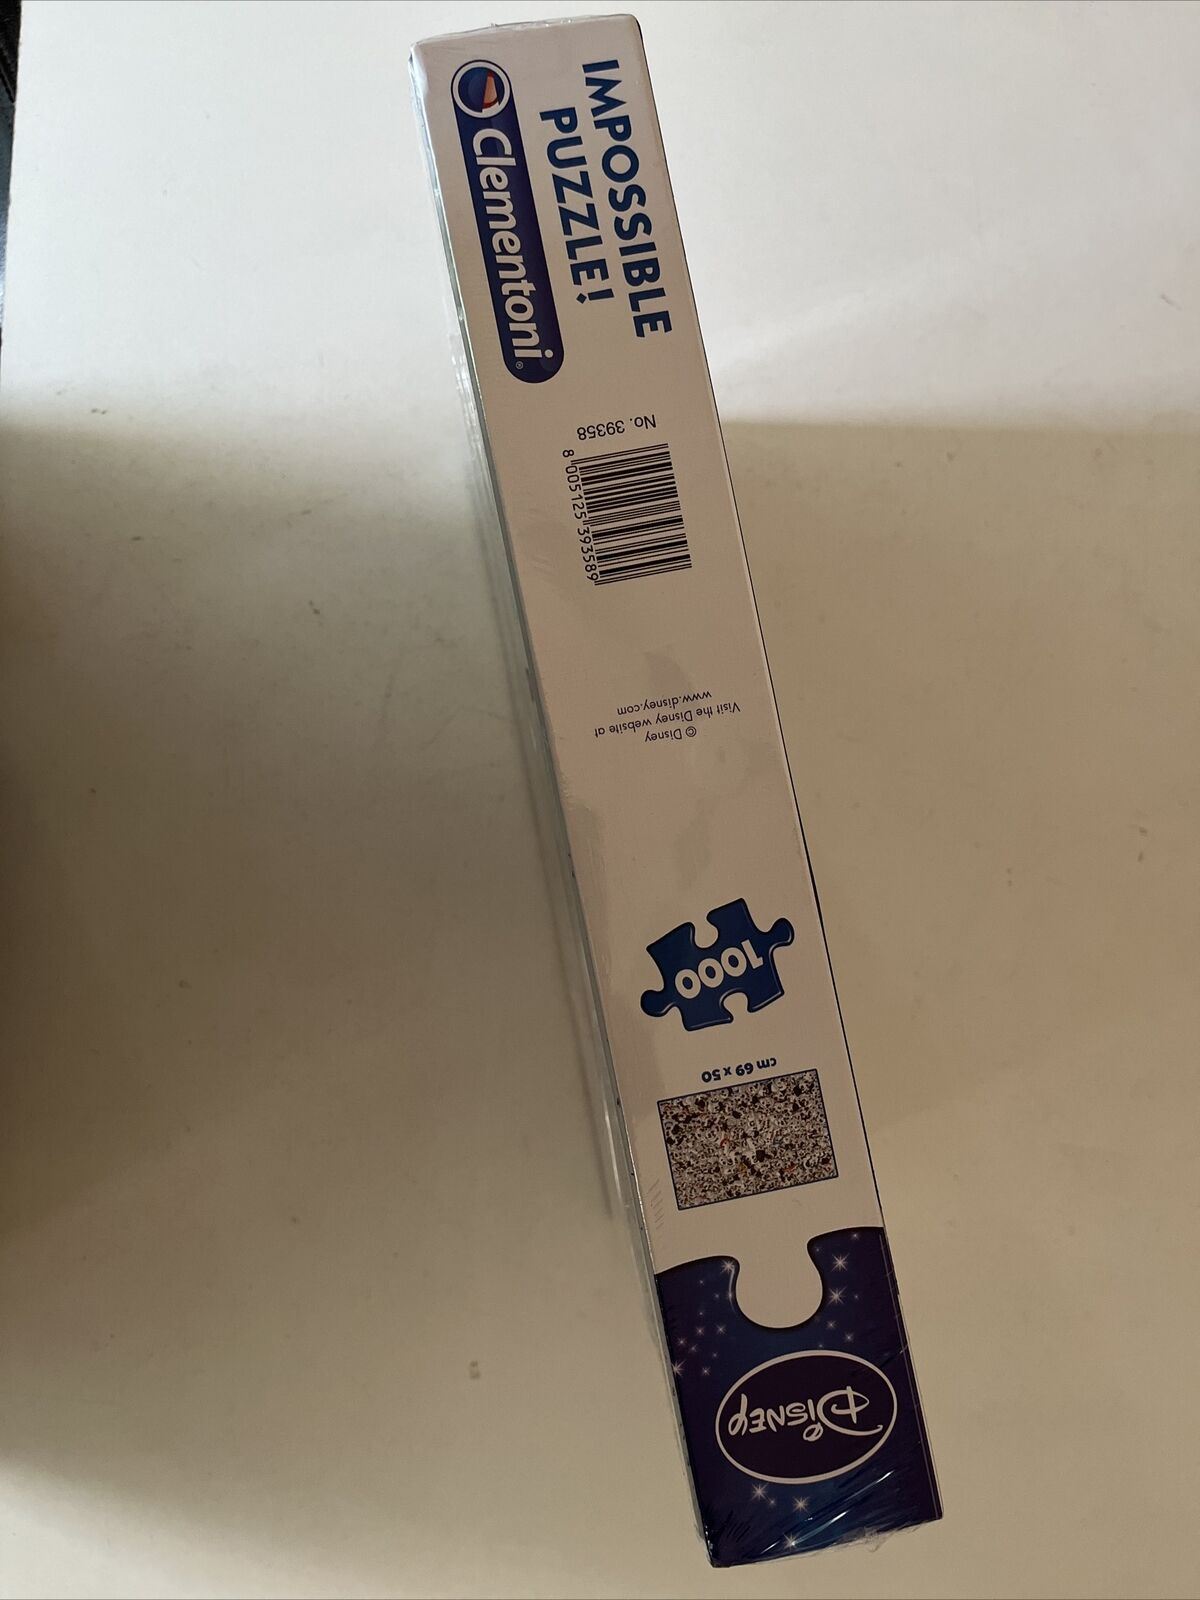 IMPOSSIBLE
PUZZLE!
Clementoni®
No. 39358
8 005125 393589
© Disney
Visit the Disney website at
www.disney.com
1000
cm 69 x 50
Disney